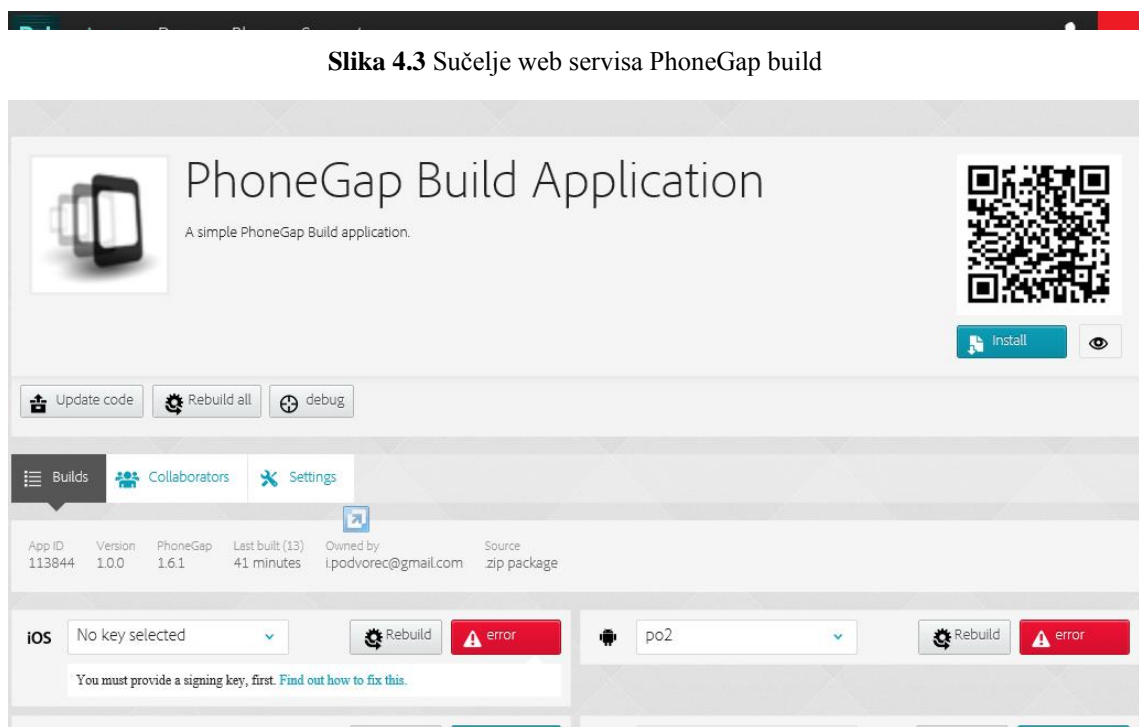 Slika 4.3 Sučelje web servisa PhoneGap build
PhoneGap Build Application
A simple PhoneGap Build application.
Install
Update code
Rebuild all
debug
Builds
Collaborators
Settings
App ID Version PhoneGap Last built (13) Owned by Source
113844 1.0.0 1.6.1 41 minutes i.podvorec@gmail.com .zip package
iOS No key selected Rebuild error po2 Rebuild error
You must provide a signing key, first. Find out how to fix this.